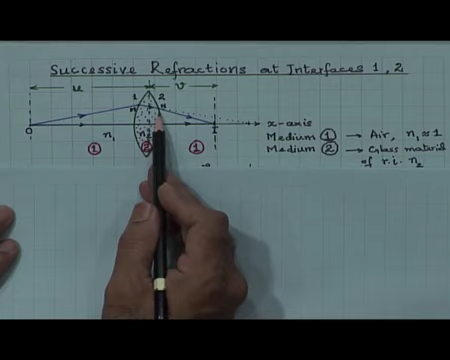 Successive Refractions at Interfaces 1, 2
u v
1 2
M N
O n₁ n₂ I x-axis
① ② ①
Medium ① → Air, n₁ ≈ 1
Medium ② → Glass material
of r.i. n₂